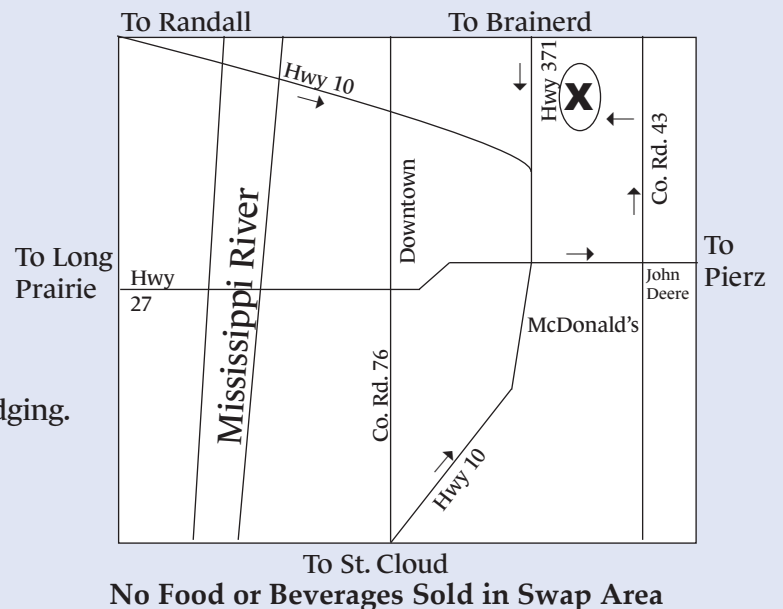 To Randall
To Brainerd
Hwy 10
Hwy 371
X
Co. Rd. 43
Downtown
Mississippi River
To Long
Prairie
Hwy
27
To
Pierz
John
Deere
McDonald's
Co. Rd. 76
dging.
Hwy 10
To St. Cloud
No Food or Beverages Sold in Swap Area